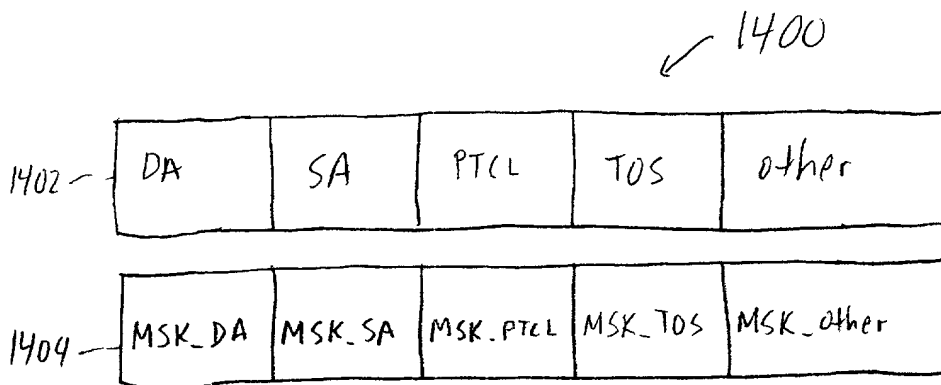 1400
1402 DA SA PTCL TOS other
1404 MSK_DA MSK_SA MSK_PTCL MSK_TOS MSK_other